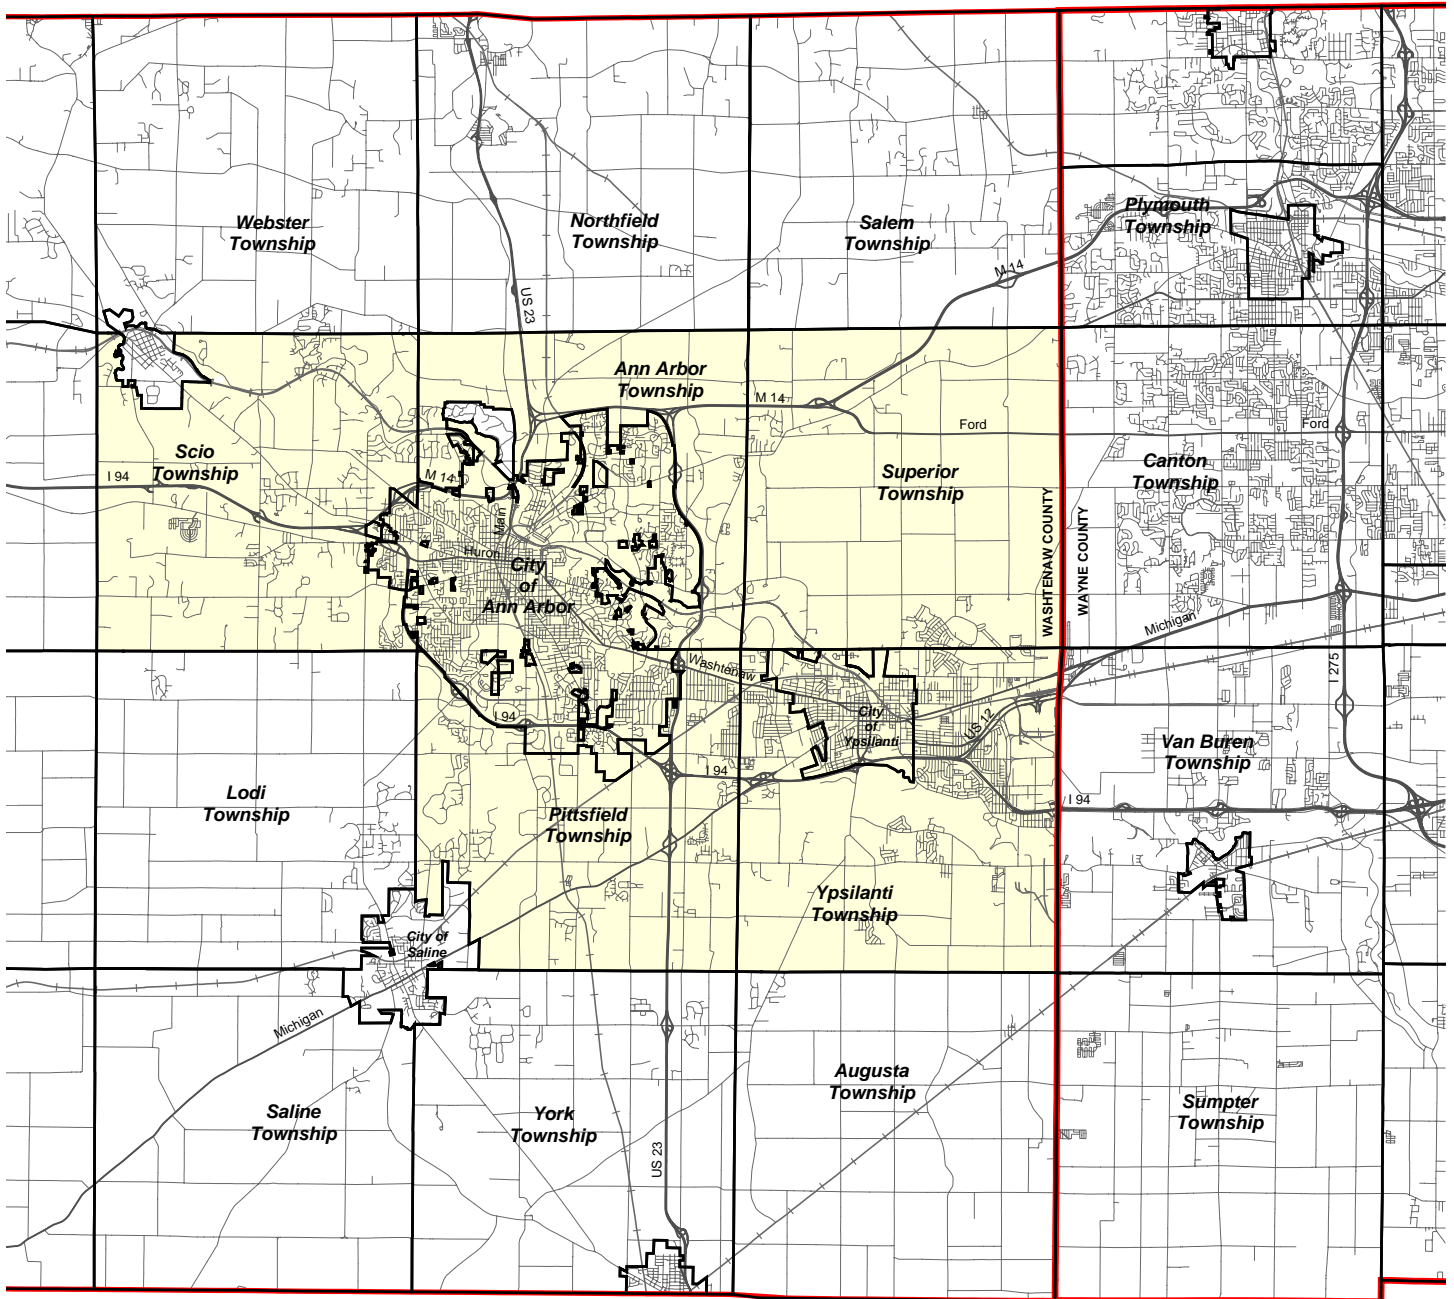 Webster
Township
Northfield
Township
Salem
Township
Plymouth
Township
US 23
M 14
Ann Arbor
Township
M 14
Ford
Ford
Scio
Township
I 94
M 14
Main
Huron
City
of
Ann Arbor
Superior
Township
Canton
Township
WASHTENAW COUNTY
WAYNE COUNTY
Michigan
Washtenaw
I 275
I 94
City
of
Ypsilanti
US 12
Van Buren
Township
I 94
I 94
Lodi
Township
Pittsfield
Township
Ypsilanti
Township
City of
Saline
Michigan
Saline
Township
York
Township
US 23
Augusta
Township
Sumpter
Township